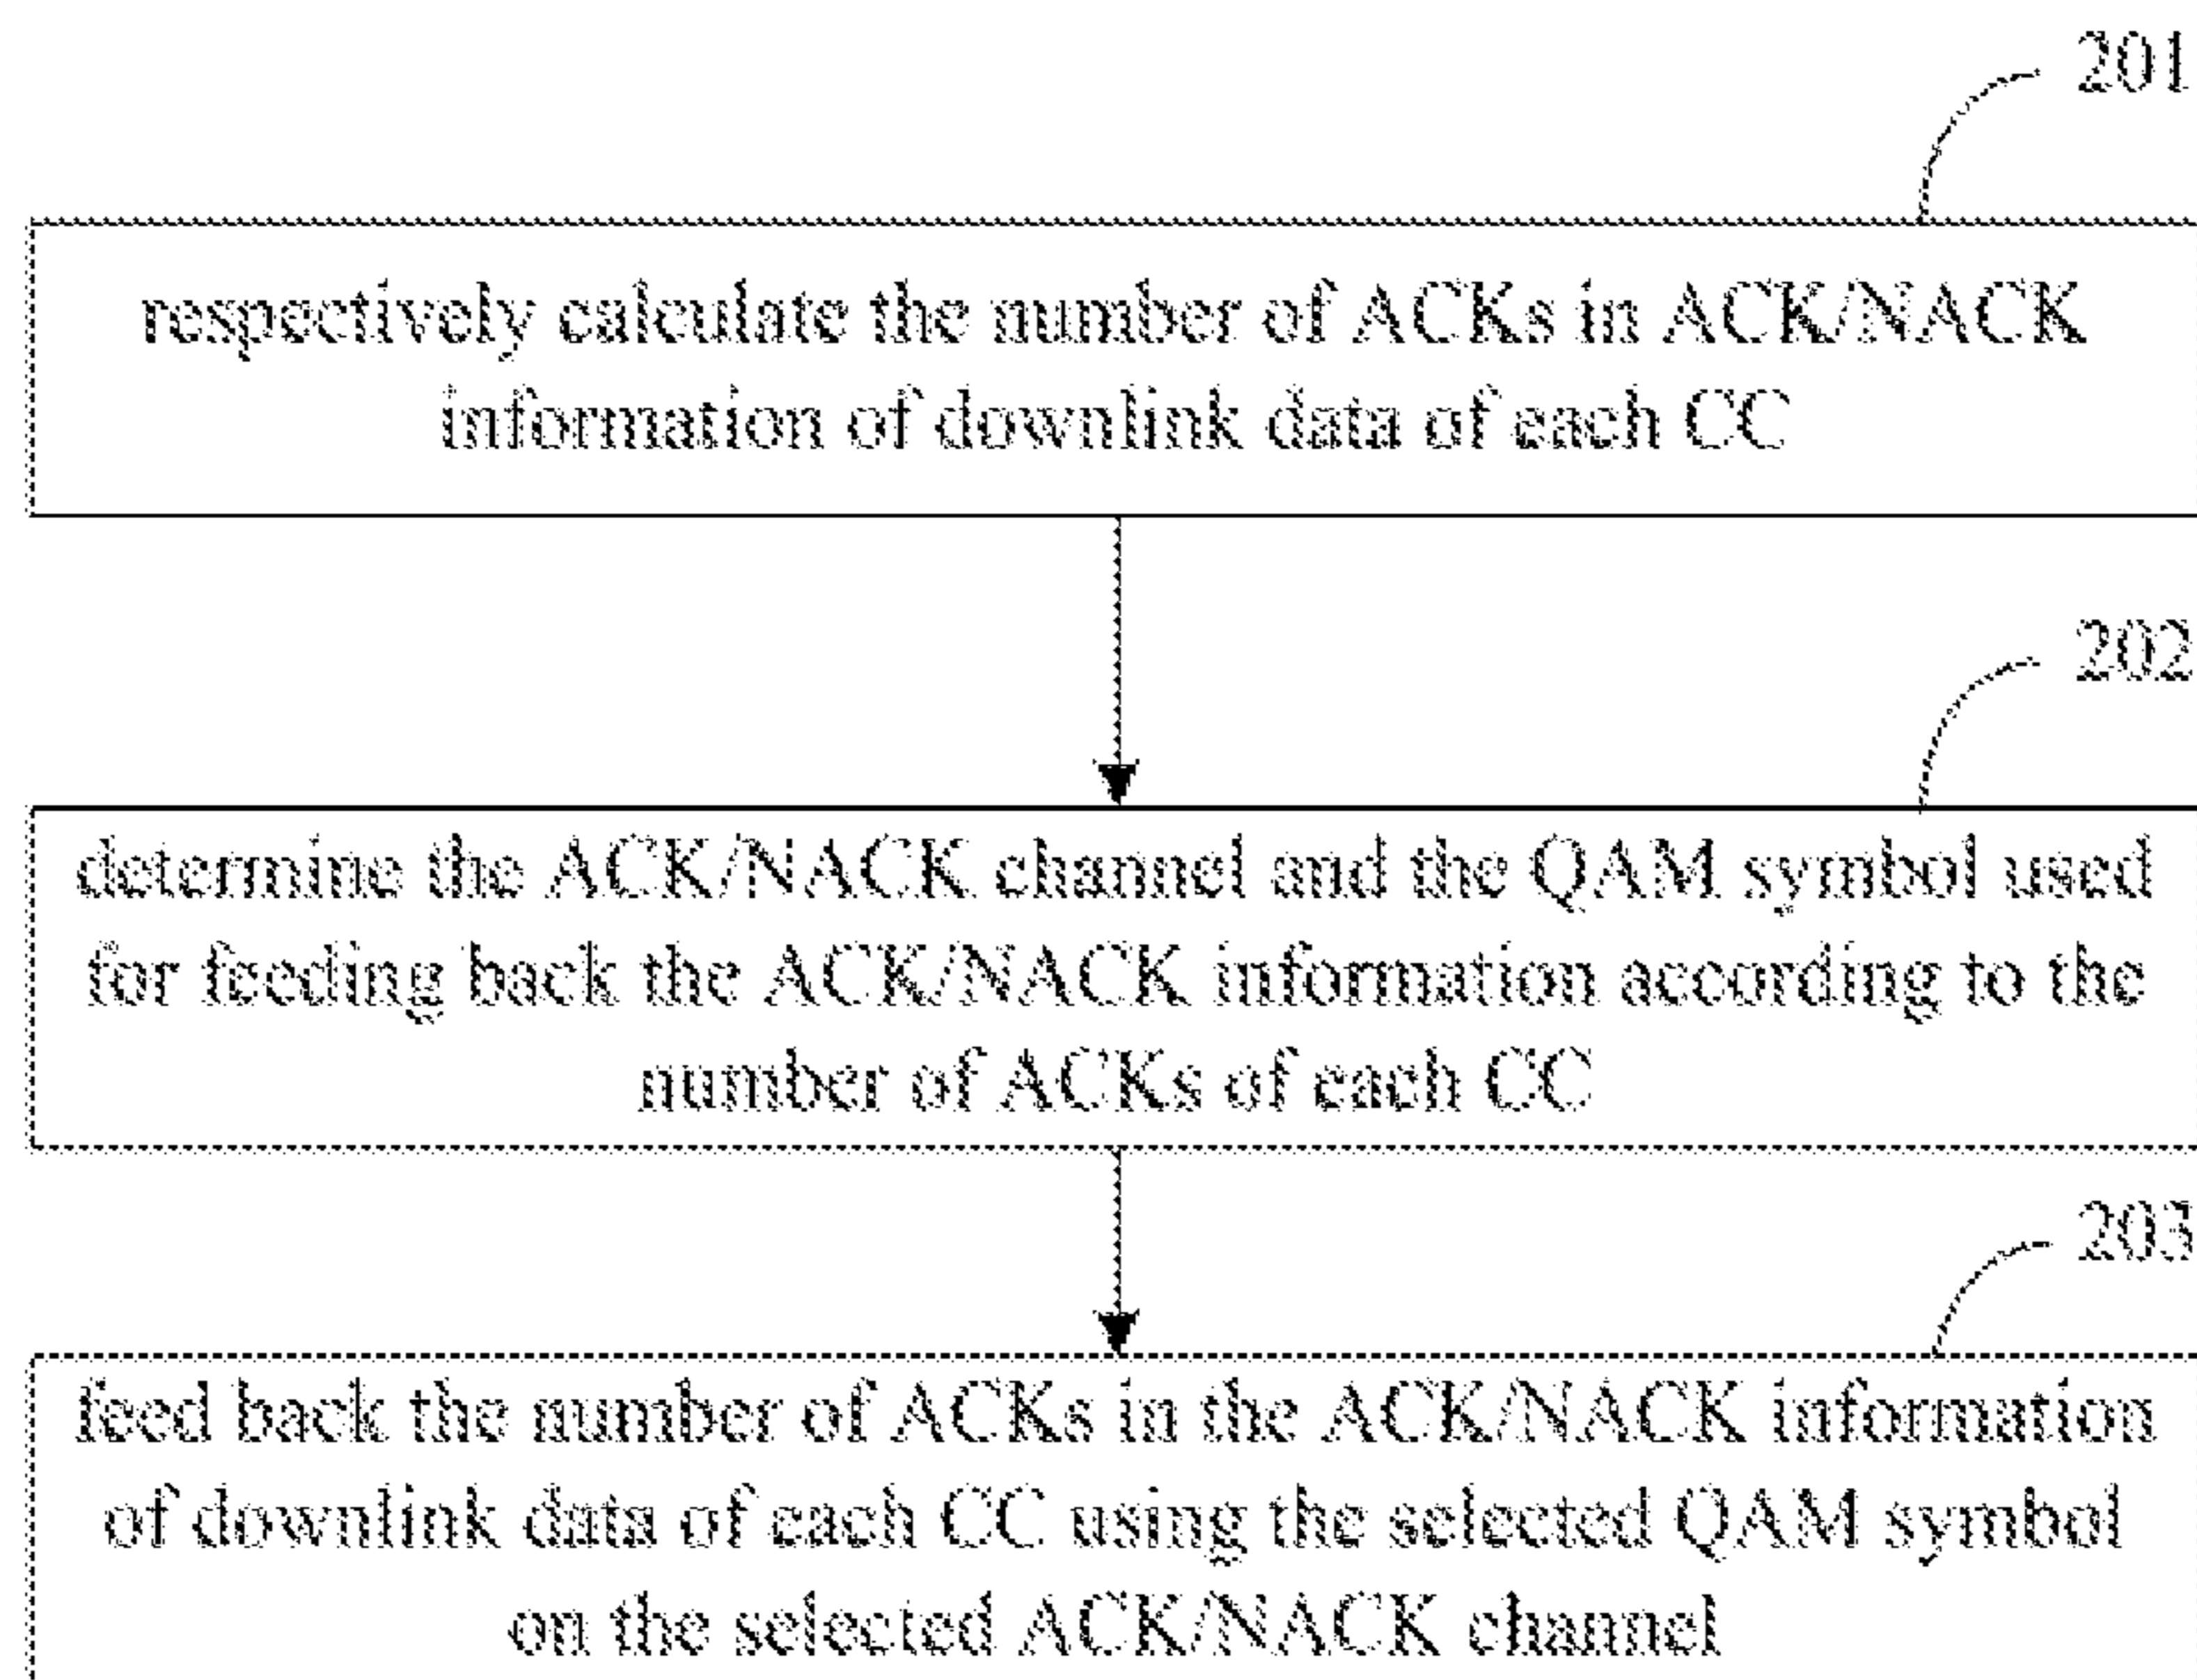 201
respectively calculate the number of ACKs in ACK/NACK
information of downlink data of each CC
202
determine the ACK/NACK channel and the QAM symbol used
for feeding back the ACK/NACK information according to the
number of ACKs of each CC
203
feed back the number of ACKs in the ACK/NACK information
of downlink data of each CC using the selected QAM symbol
on the selected ACK/NACK channel